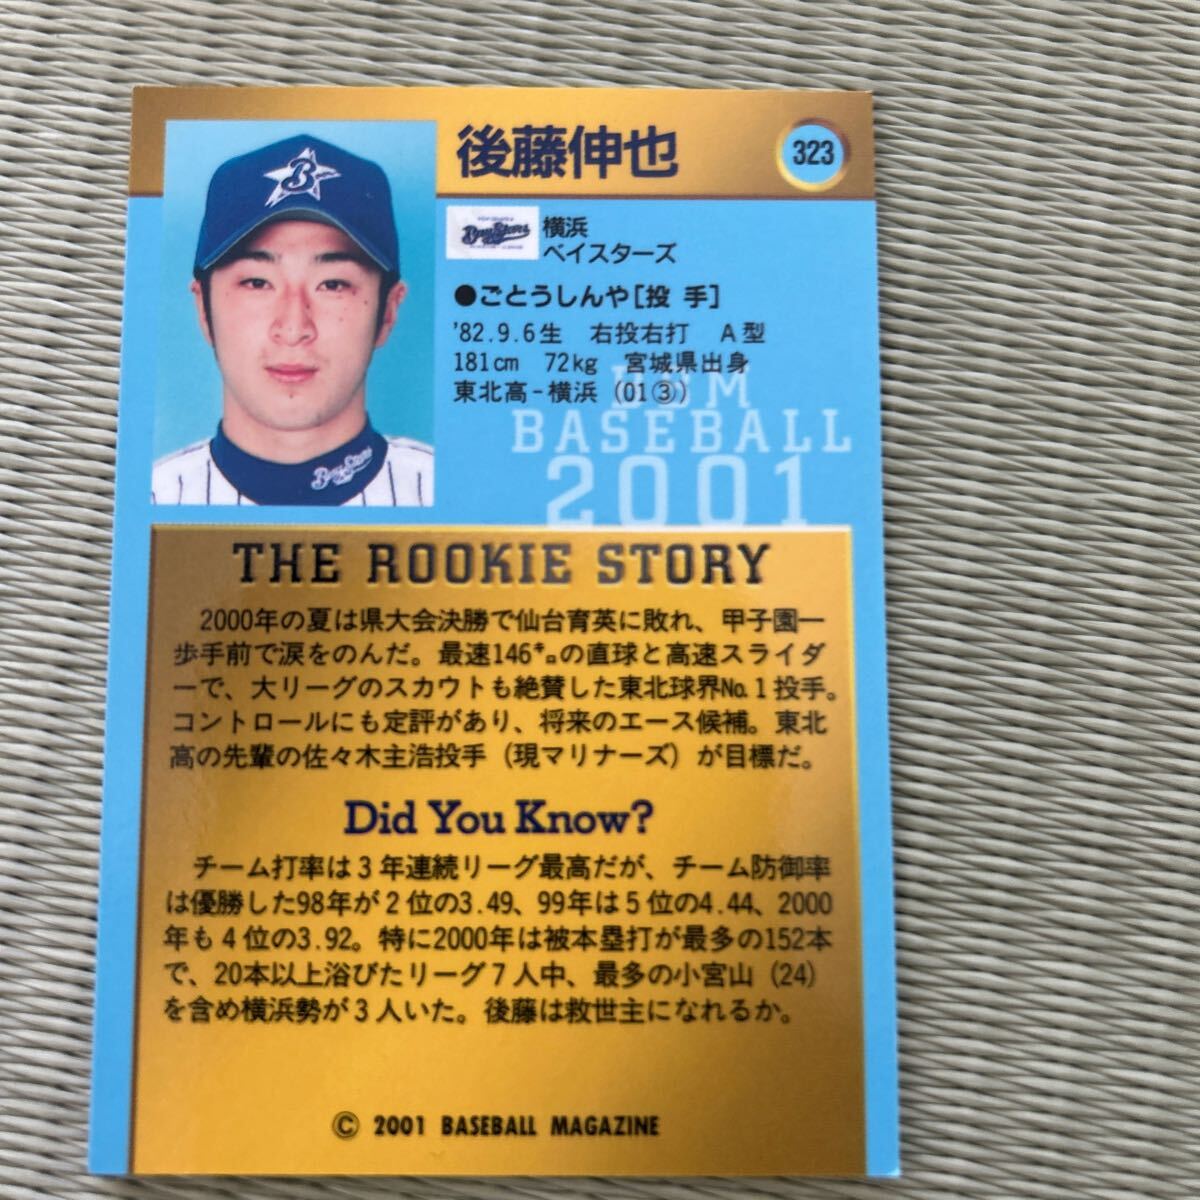 後藤伸也
323
B
BayStars
横浜
ベイスターズ
●ごとうしんや[投 手]
'82.9.6生 右投右打 A型
181cm 72kg 宮城県出身
東北高-横浜(01③)
BBM
BASEBALL
2001
BayStars
THE ROOKIE STORY
2000年の夏は県大会決勝で仙台育英に敗れ、甲子園一
歩手前で涙をのんだ。最速146㌔の直球と高速スライダ
ーで、大リーグのスカウトも絶賛した東北球界No.1投手。
コントロールにも定評があり、将来のエース候補。東北
高の先輩の佐々木主浩投手(現マリナーズ)が目標だ。
Did You Know?
チーム打率は3年連続リーグ最高だが、チーム防御率
は優勝した98年が2位の3.49、99年は5位の4.44、2000
年も4位の3.92。特に2000年は被本塁打が最多の152本
で、20本以上浴びたリーグ7人中、最多の小宮山(24)
を含め横浜勢が3人いた。後藤は救世主になれるか。
© 2001 BASEBALL MAGAZINE